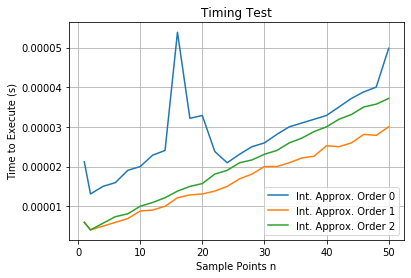 Timing Test
Time to Execute (s)
0.00005
0.00004
0.00003
0.00002
0.00001
Int. Approx. Order 0
Int. Approx. Order 1
Int. Approx. Order 2
0 10 20 30 40 50
Sample Points n